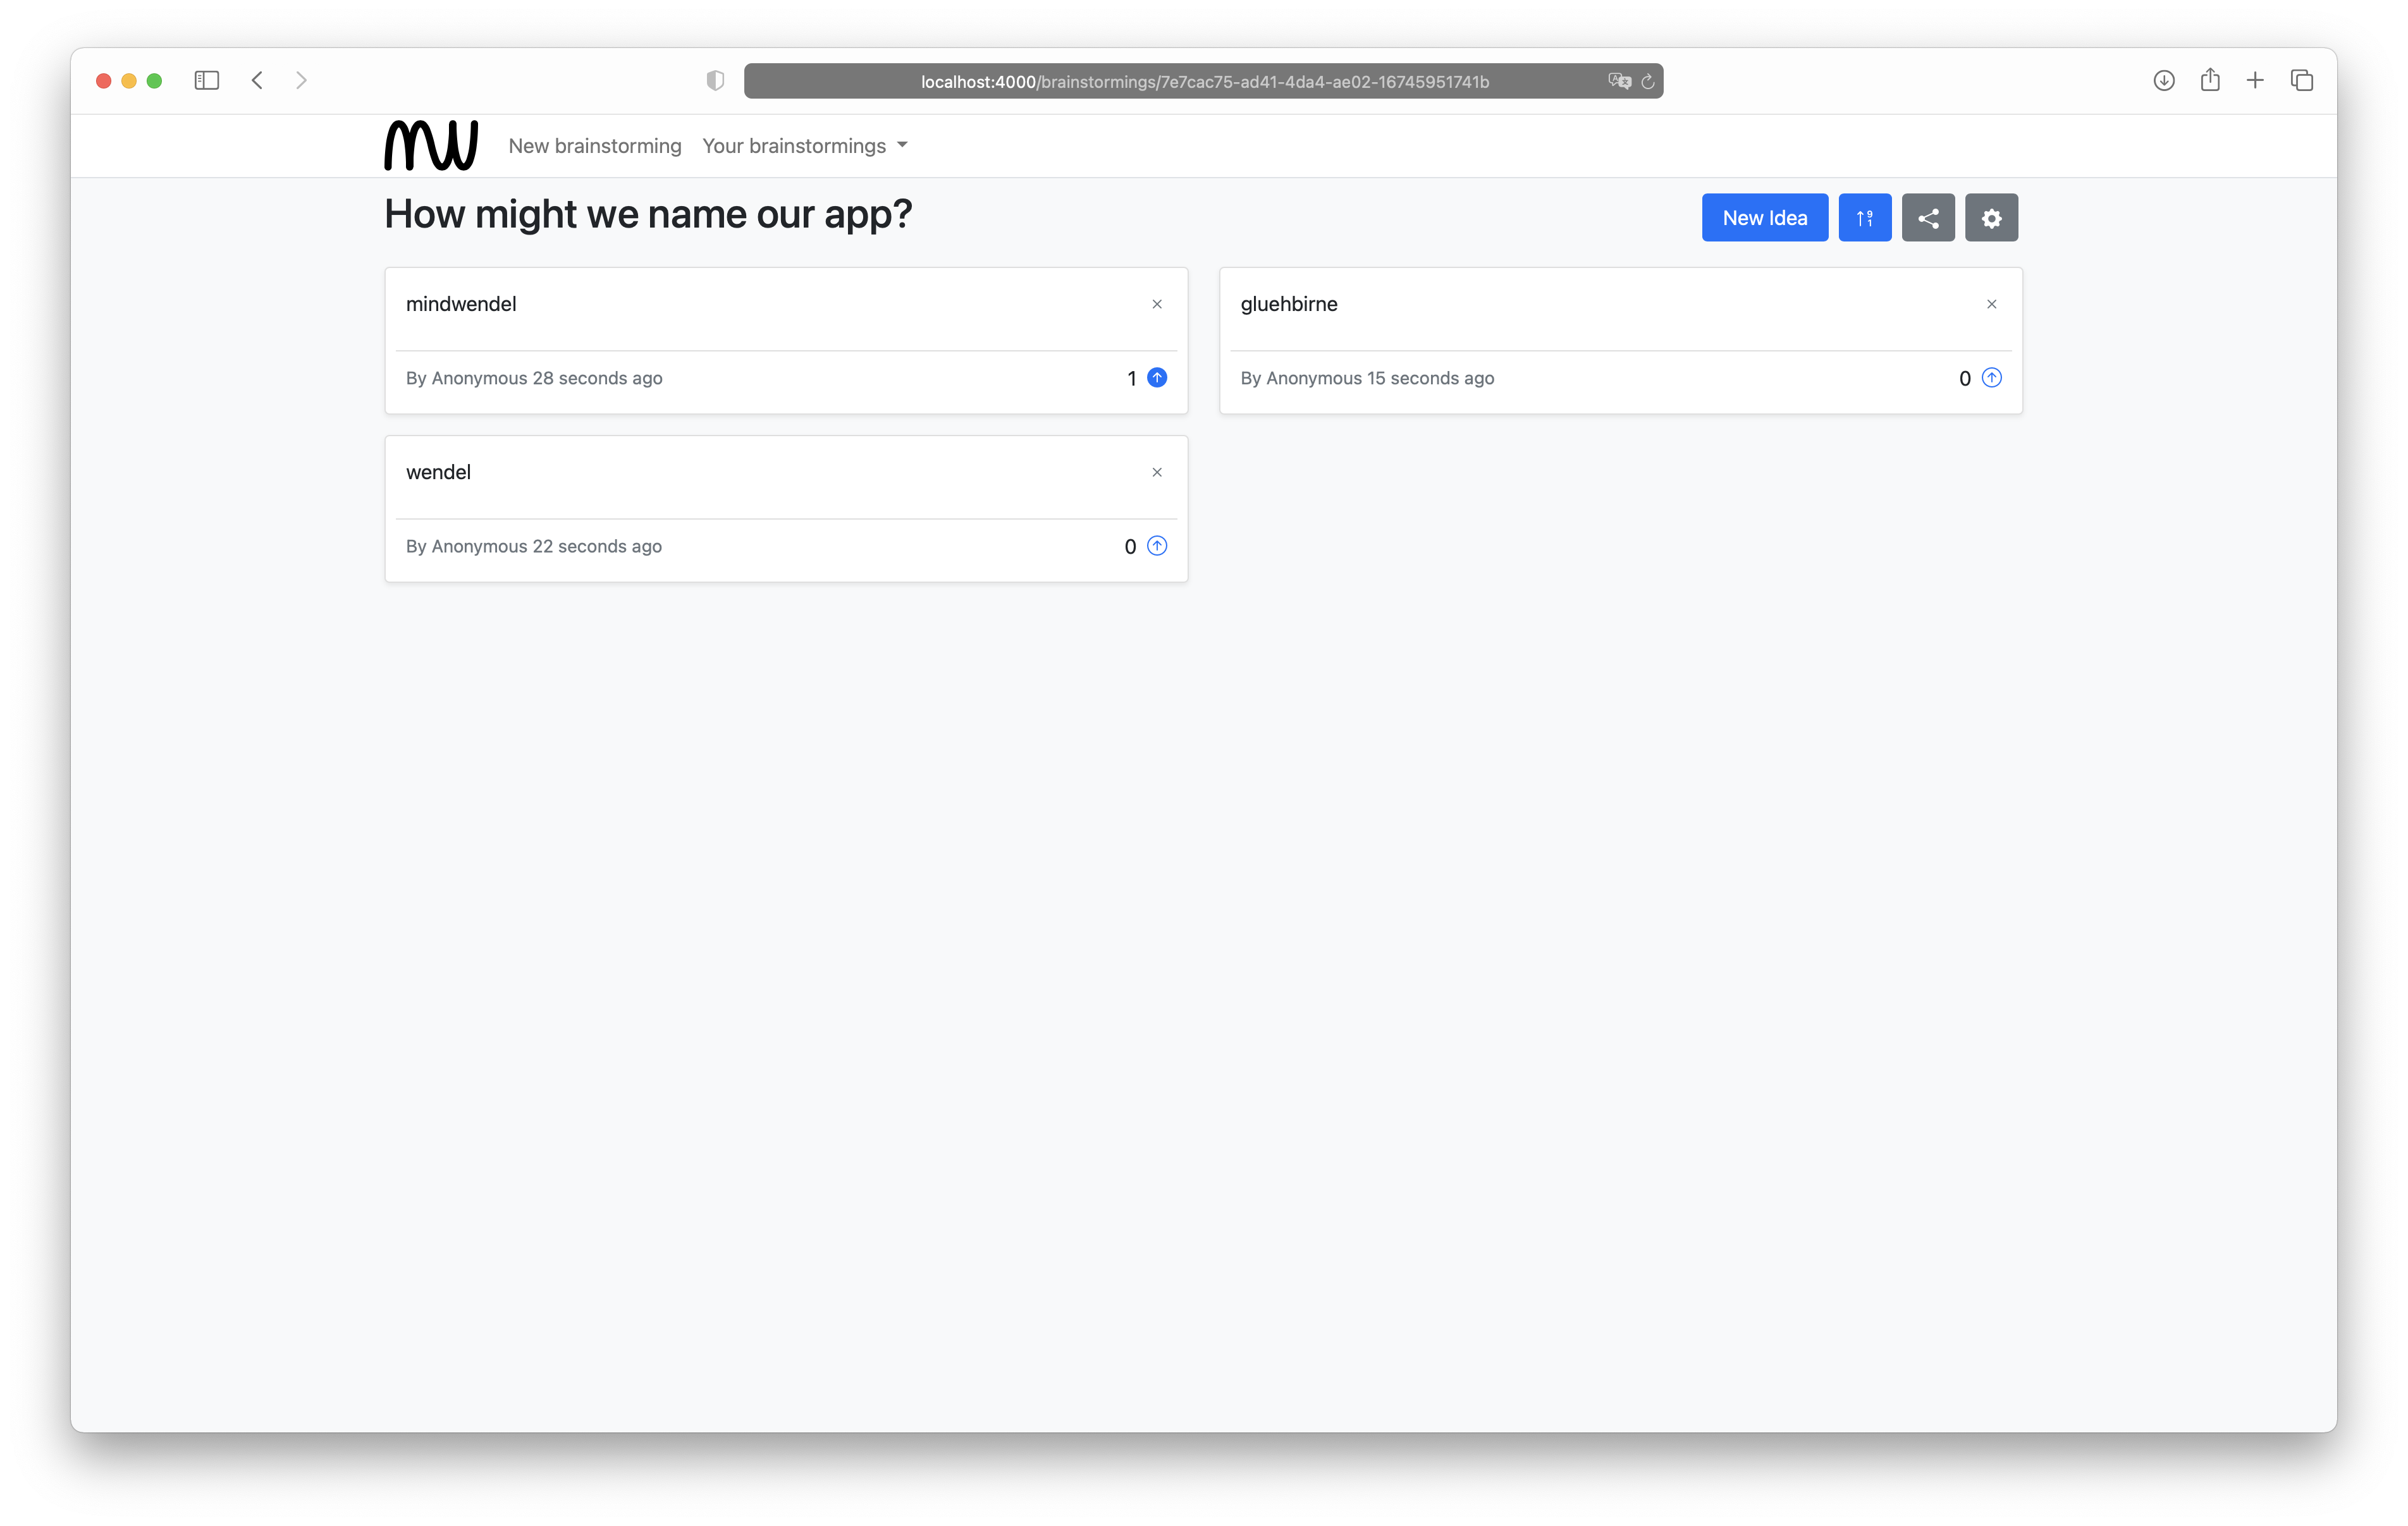 localhost:4000/brainstormings/7e7cac75-ad41-4da4-ae02-16745951741b
mw New brainstorming Your brainstormings
How might we name our app?
New Idea
mindwendel
By Anonymous 28 seconds ago 1
gluehbirne
By Anonymous 15 seconds ago 0
wendel
By Anonymous 22 seconds ago 0